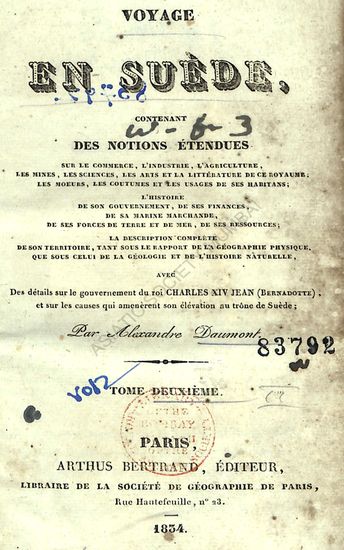 VOYAGE
EN SUÈDE,
CONTENANT
w-6-3
DES NOTIONS ÉTENDUES
SUR LE COMMERCE, L'INDUSTRIE, L'AGRICULTURE,
LES MINES, LES SCIENCES, LES ARTS ET LA LITTÉRATURE DE CE ROYAUME;
LES MOEURS, LES COUTUMES ET LES USAGES DE SES HABITANS;
L'HISTOIRE
DE SON GOUVERNEMENT, DE SES FINANCES,
DE SA MARINE MARCHANDE,
DE SES FORCES DE TERRE ET DE MER, DE SES RESSOURCES;
LA DESCRIPTION COMPLÈTE
DE SON TERRITOIRE, TANT SOUS LE RAPPORT DE LA GÉOGRAPHIE PHYSIQUE,
QUE SOUS CELUI DE LA GÉOLOGIE ET DE L'HISTOIRE NATURELLE,
AVEC
Des détails sur le gouvernement du roi CHARLES XIV JEAN (BERNADOTTE),
et sur les causes qui amenèrent son élévation au trône de Suède;
Par Alexandre Daumont.
83792
TOME DEUXIÈME.
BOMBAY
PARIS,
ARTHUS BERTRAND, ÉDITEUR,
LIBRAIRE DE LA SOCIÉTÉ DE GÉOGRAPHIE DE PARIS,
Rue Hautefeuille, nº 23.
1834.